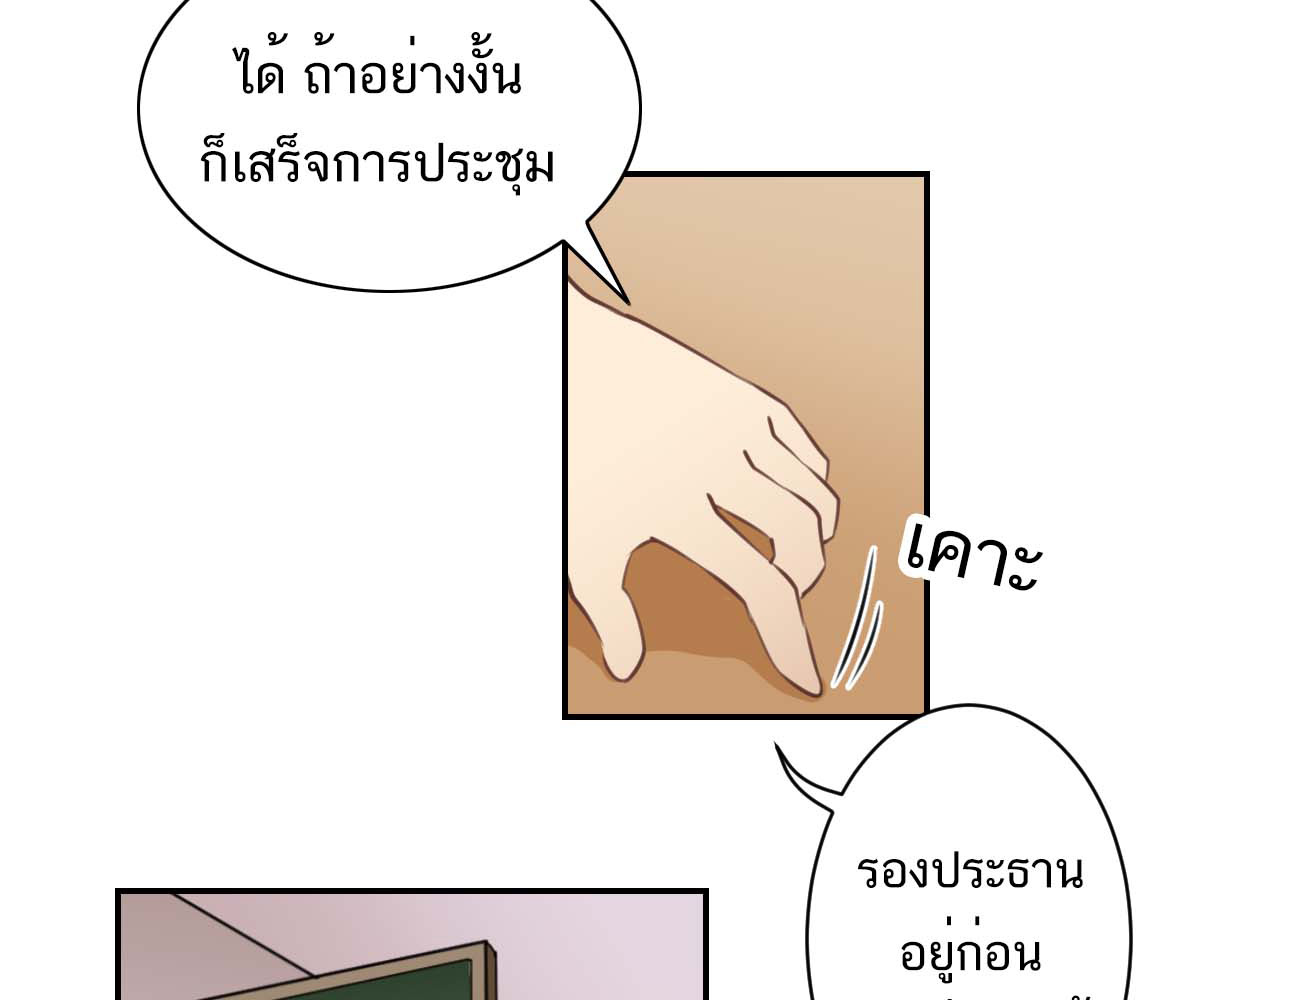 ได้ ถ้าอย่างงั้น
ก็เสร็จการประชุม
เคาะ
รองประธาน
อยู่ก่อน